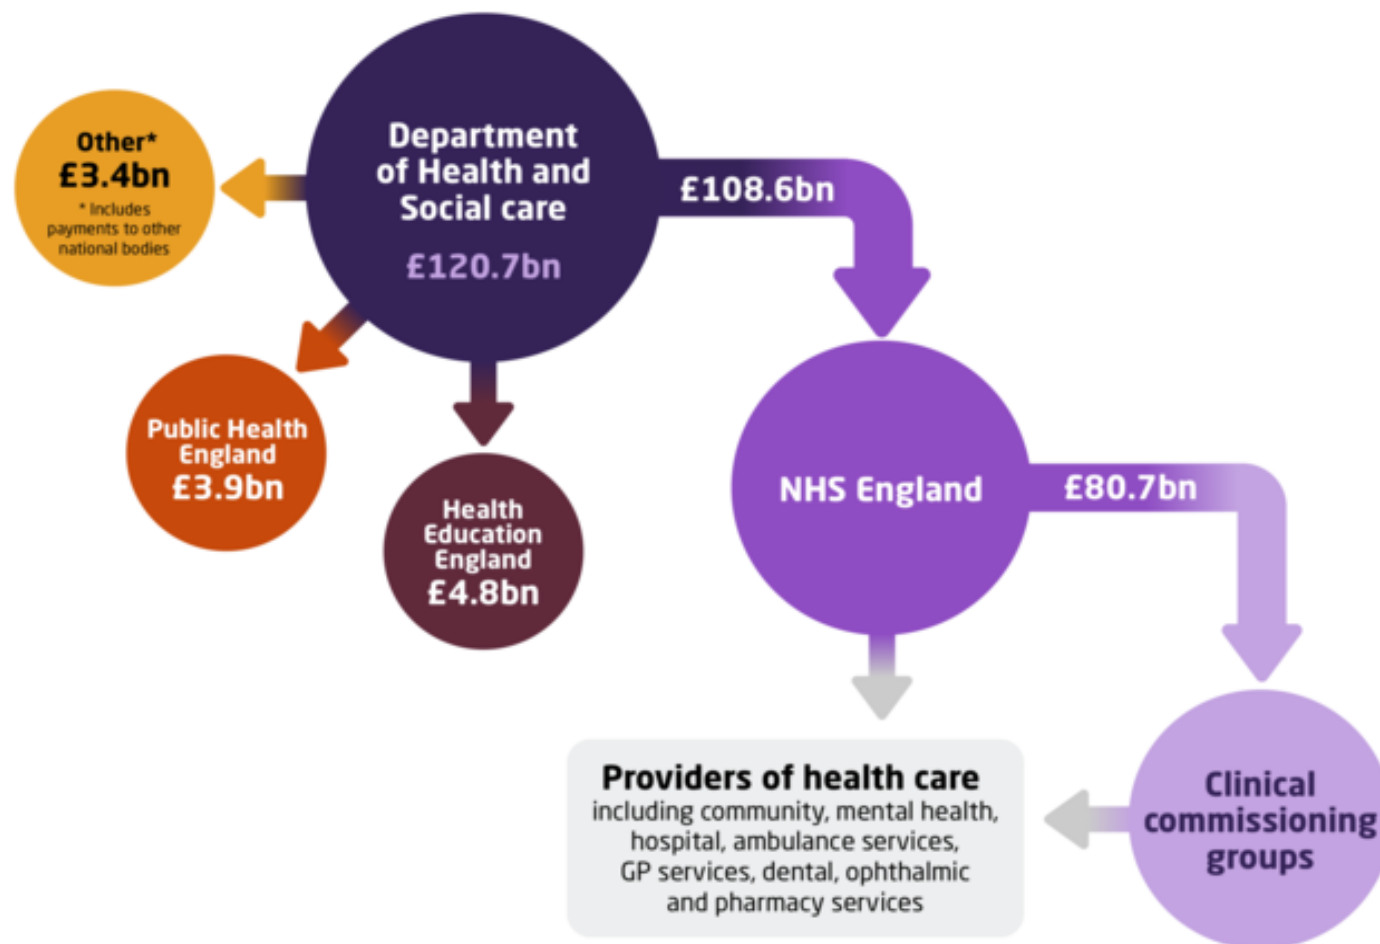 Department
of Health and
Social care
£120.7bn
Other*
£3.4bn
* Includes
payments to other
national bodies
£108.6bn
Public Health
England
£3.9bn
Health
Education
England
£4.8bn
NHS England
£80.7bn
Providers of health care
including community, mental health,
hospital, ambulance services,
GP services, dental, ophthalmic
and pharmacy services
Clinical
commissioning
groups